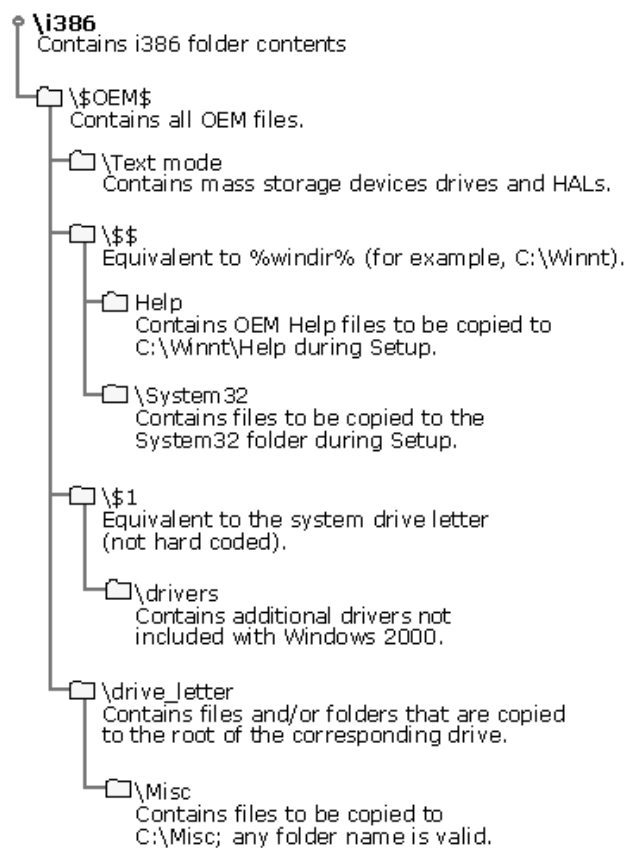 \i386
Contains i386 folder contents
\$OEM$
Contains all OEM files.
\Text mode
Contains mass storage devices drives and HALs.
\$$
Equivalent to %windir% (for example, C:\Winnt).
Help
Contains OEM Help files to be copied to
C:\Winnt\Help during Setup.
\System32
Contains files to be copied to the
System32 folder during Setup.
\$1
Equivalent to the system drive letter
(not hard coded).
\drivers
Contains additional drivers not
included with Windows 2000.
\drive_letter
Contains files and/or folders that are copied
to the root of the corresponding drive.
\Misc
Contains files to be copied to
C:\Misc; any folder name is valid.